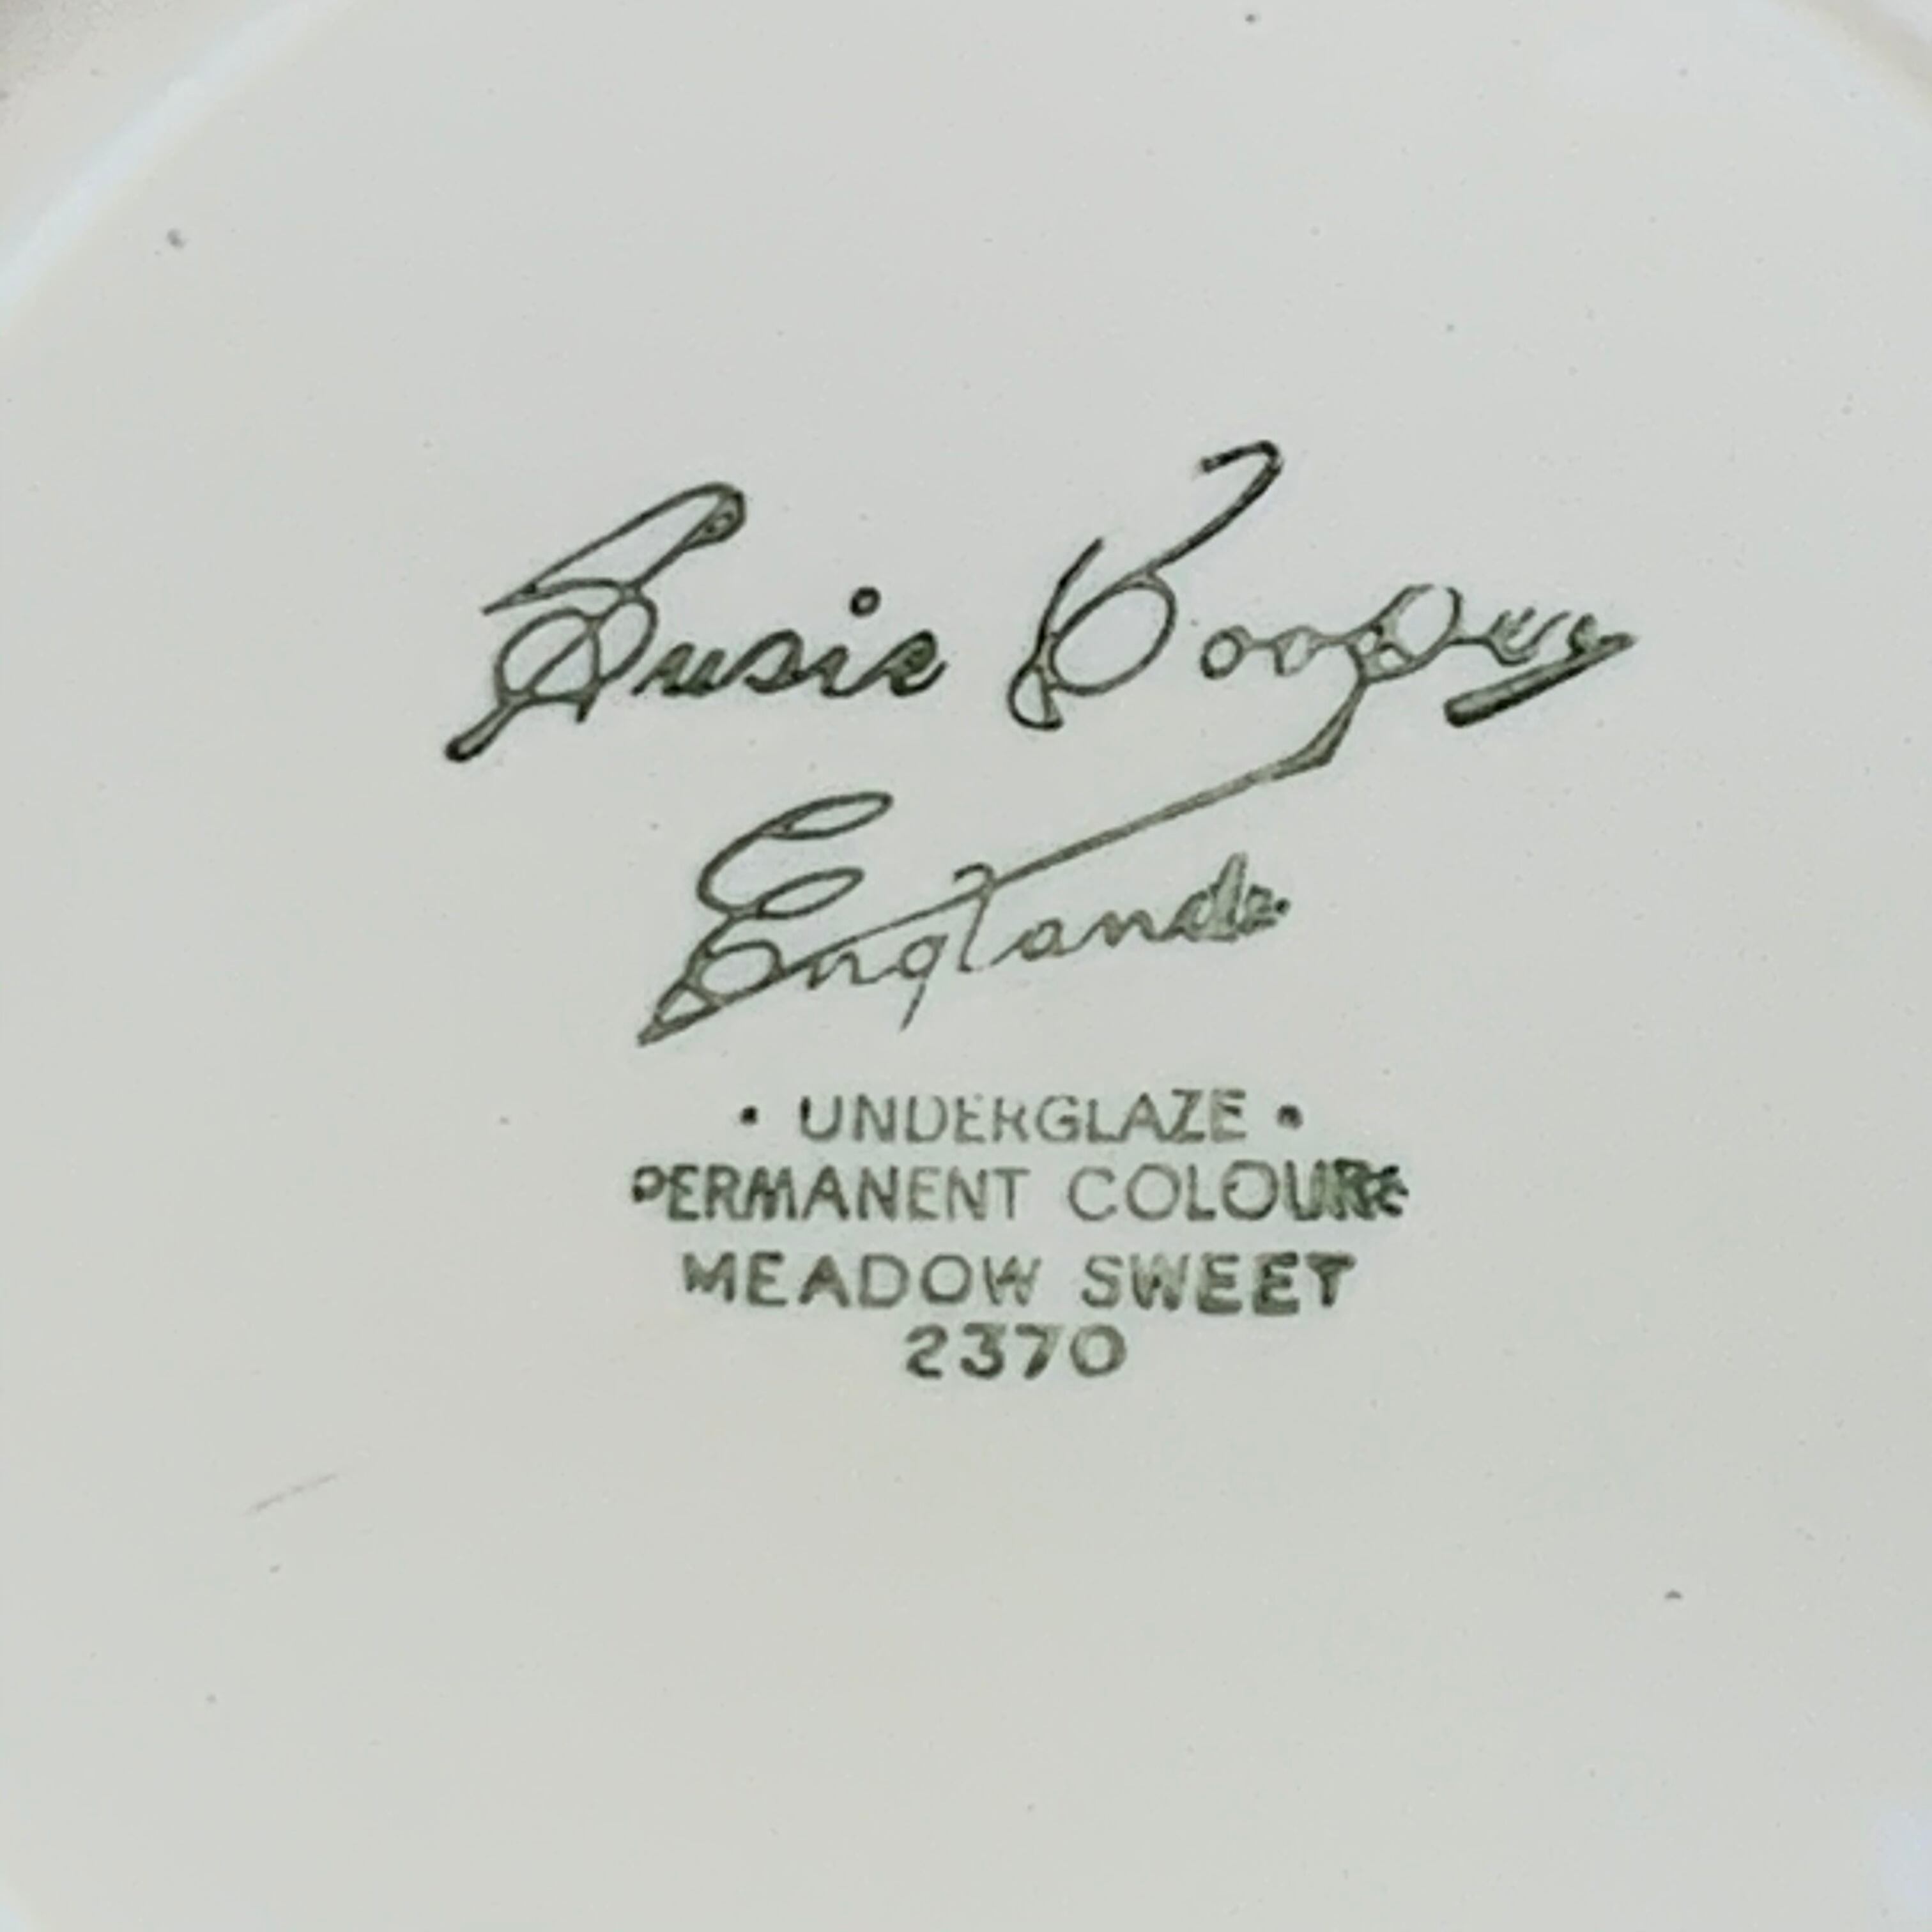 Susie Cooper
England.
• UNDERGLAZE •
PERMANENT COLOURS
MEADOW SWEET
2370